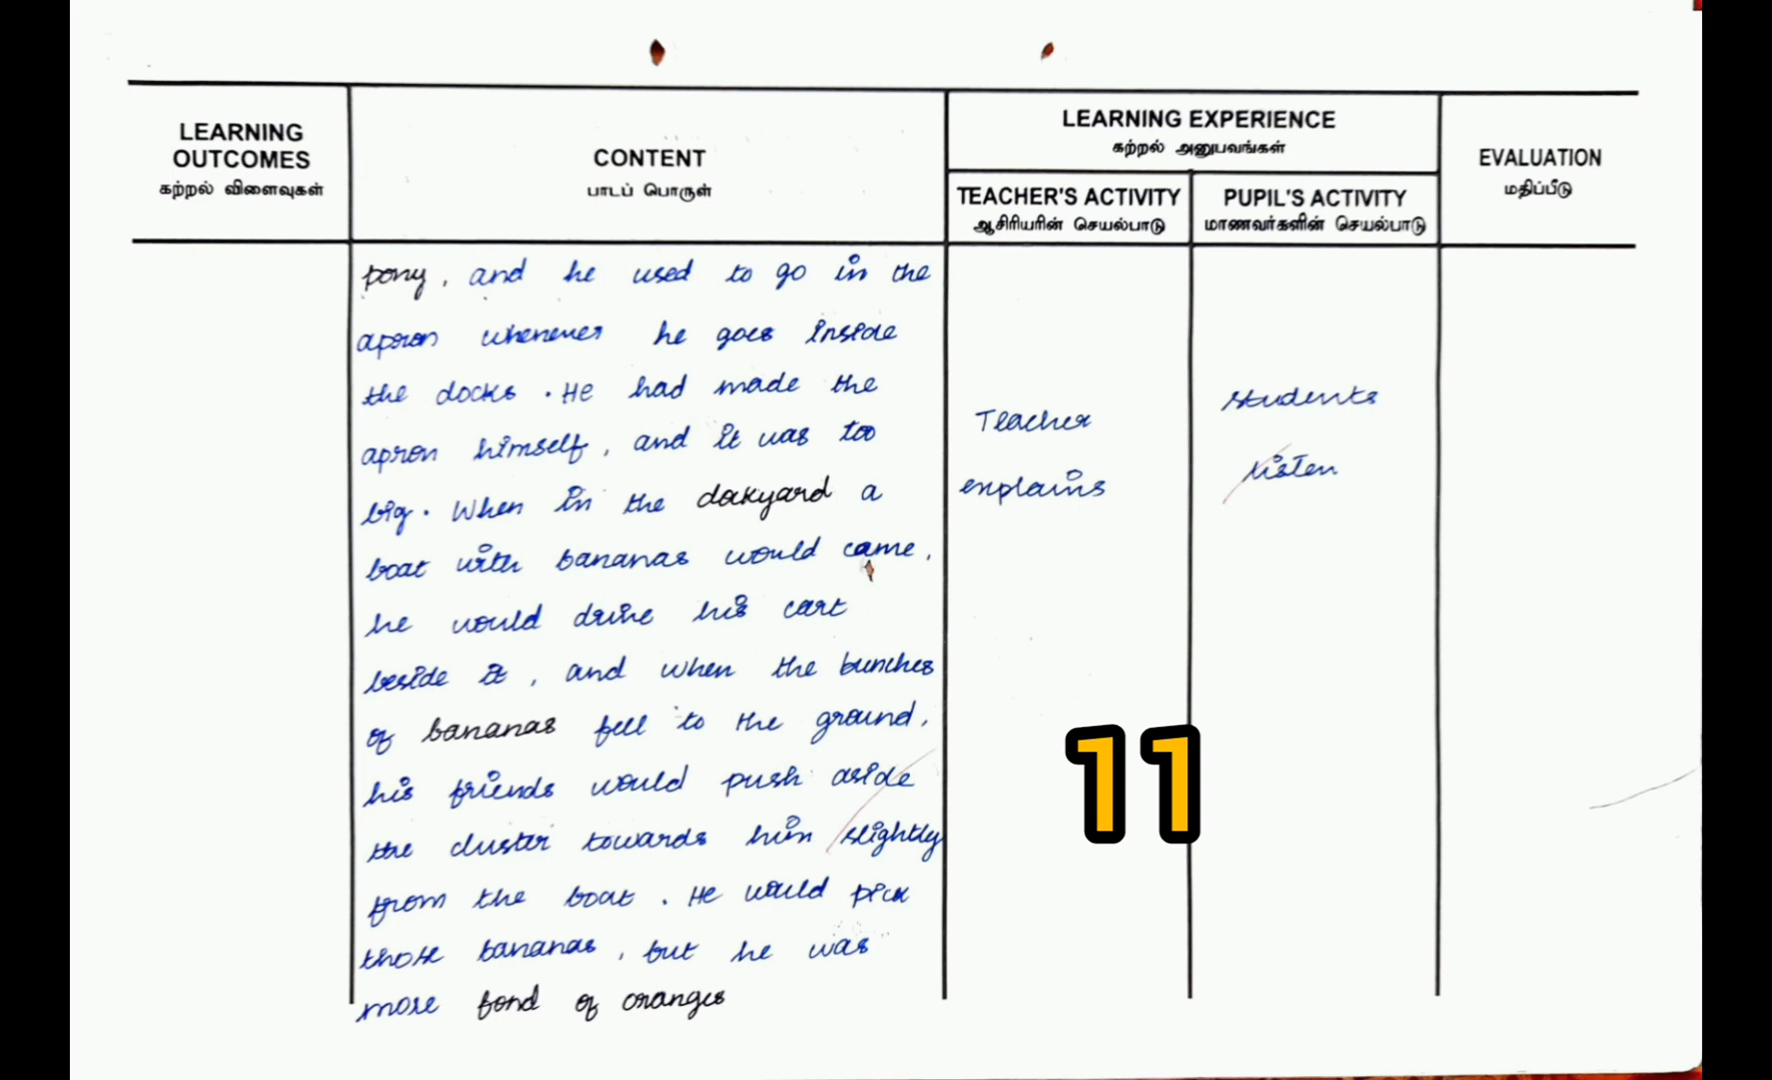 LEARNING OUTCOMES
கற்றல் விளைவுகள்
CONTENT
பாடப் பொருள்
LEARNING EXPERIENCE
கற்றல் அனுபவங்கள்
TEACHER'S ACTIVITY
ஆசிரியரின் செயல்பாடு
PUPIL'S ACTIVITY
மாணவர்களின் செயல்பாடு
EVALUATION
மதிப்பீடு
pony, and he used to go in the
apron whenever he goes inside
the docks. He had made the
apron himself, and it was too
big. When in the dakyard a
boat with bananas would came,
he would drive his cart
beside it, and when the bunches
of bananas fell to the ground,
his friends would push aside
the cluster towards him slightly
from the boat. He would pick
those bananas, but he was
more fond of oranges
Teacher
explains
students
listen
11